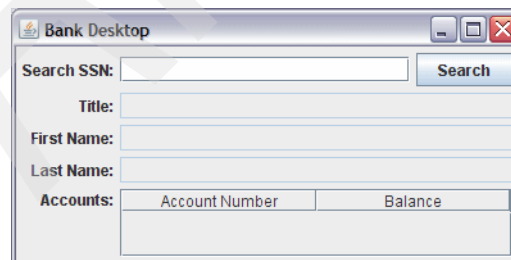 Bank Desktop
Search SSN: Search
Title:
First Name:
Last Name:
Accounts: Account Number Balance